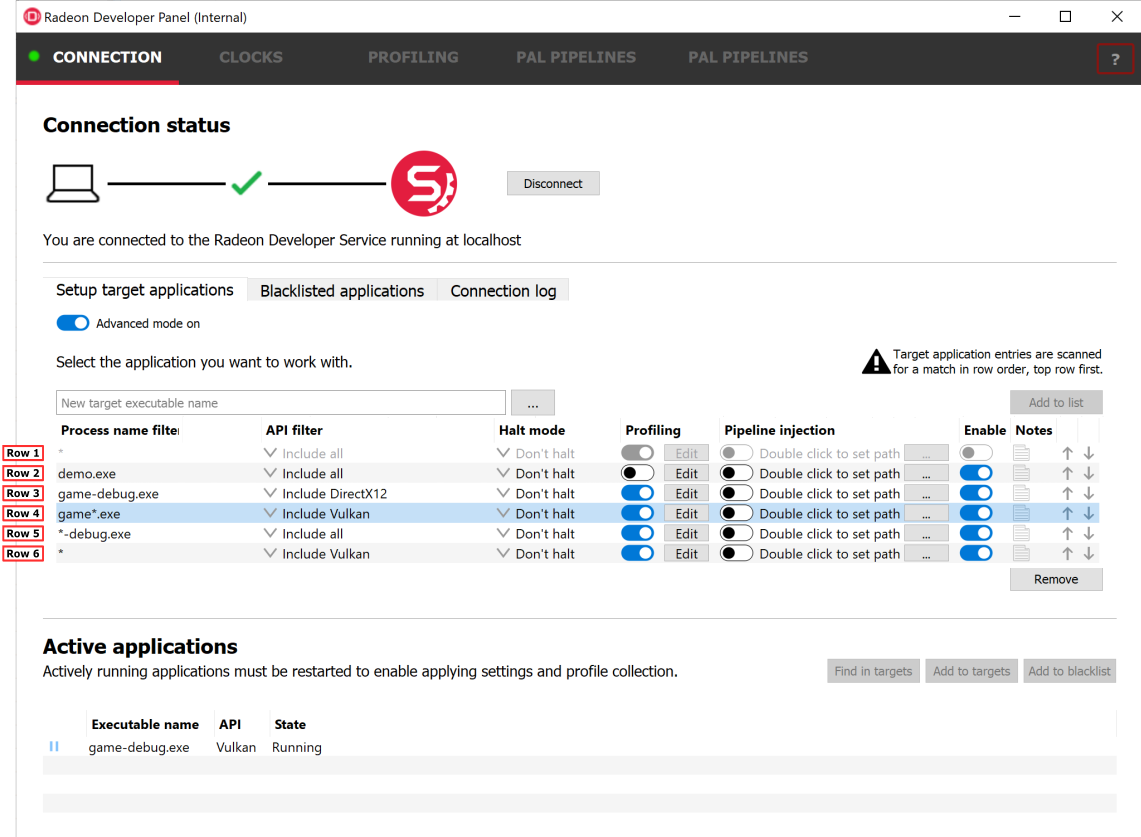 Radeon Developer Panel (Internal)
CONNECTION CLOCKS PROFILING PAL PIPELINES PAL PIPELINES ?
Connection status
S
Disconnect
You are connected to the Radeon Developer Service running at localhost
Setup target applications Blacklisted applications Connection log
Advanced mode on
Select the application you want to work with.
Target application entries are scanned
for a match in row order, top row first.
New target executable name ... Add to list
Process name filter API filter Halt mode Profiling Pipeline injection Enable Notes
Row 1 * Include all Don't halt Edit Double click to set path ...
Row 2 demo.exe Include all Don't halt Edit Double click to set path ...
Row 3 game-debug.exe Include DirectX12 Don't halt Edit Double click to set path ...
Row 4 game*.exe Include Vulkan Don't halt Edit Double click to set path ...
Row 5 *-debug.exe Include all Don't halt Edit Double click to set path ...
Row 6 * Include Vulkan Don't halt Edit Double click to set path ...
Remove
Active applications
Actively running applications must be restarted to enable applying settings and profile collection.
Find in targets Add to targets Add to blacklist
Executable name API State
game-debug.exe Vulkan Running